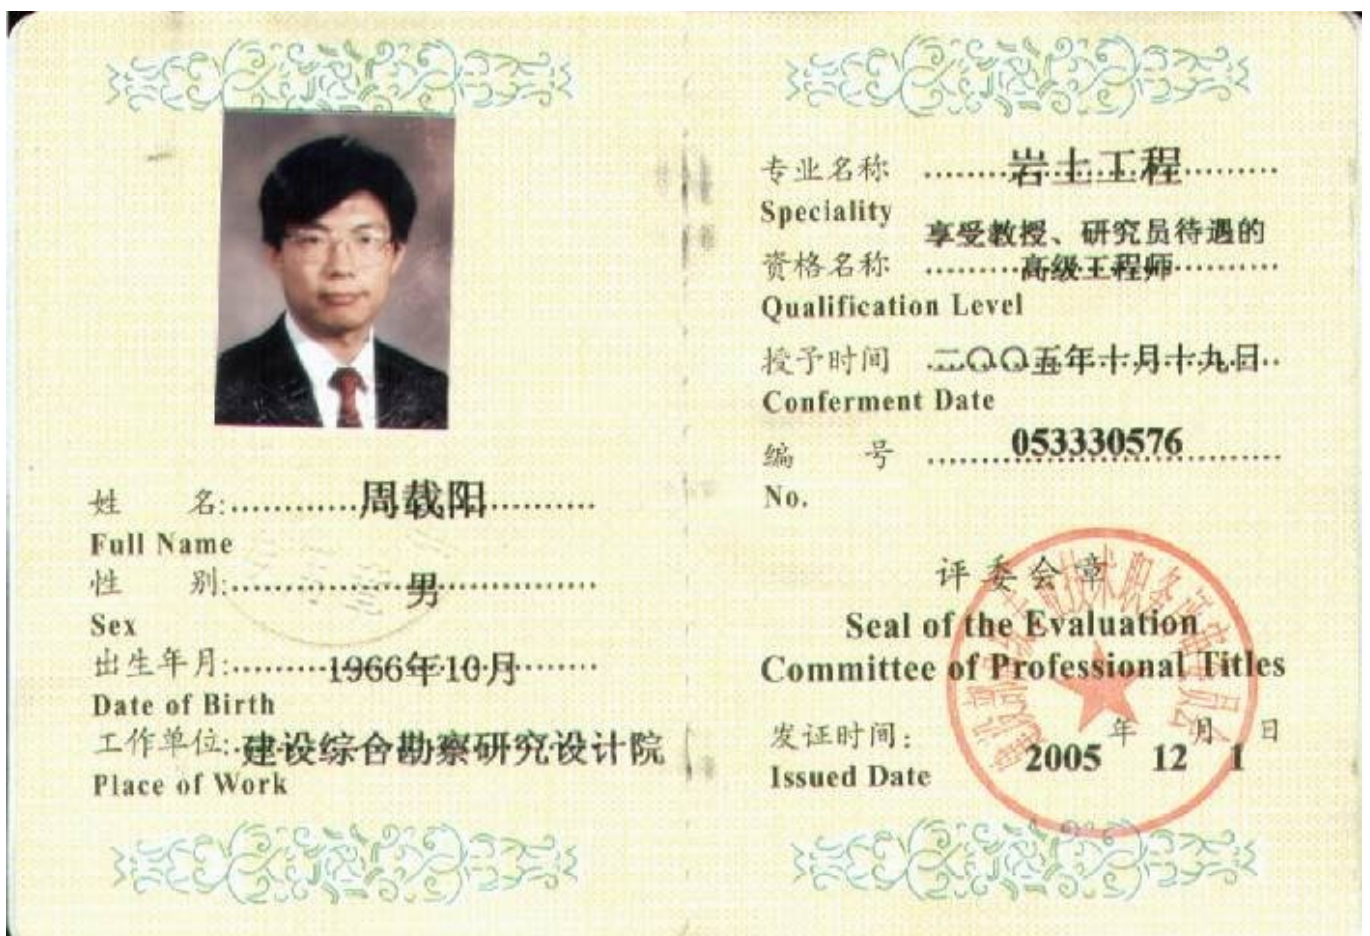 姓 名: 周载阳
Full Name
性 别: 男
Sex
出生年月: 1966年10月
Date of Birth
工作单位: 建设综合勘察研究设计院
Place of Work
专业名称 岩土工程
Speciality
享受教授、研究员待遇的
资格名称 高级工程师
Qualification Level
授予时间 二〇〇五年十月十九日
Conferment Date
编 号 053330576
No.
评委会章
Seal of the Evaluation
Committee of Professional Titles
发证时间: 2005 年 12 月 1 日
Issued Date